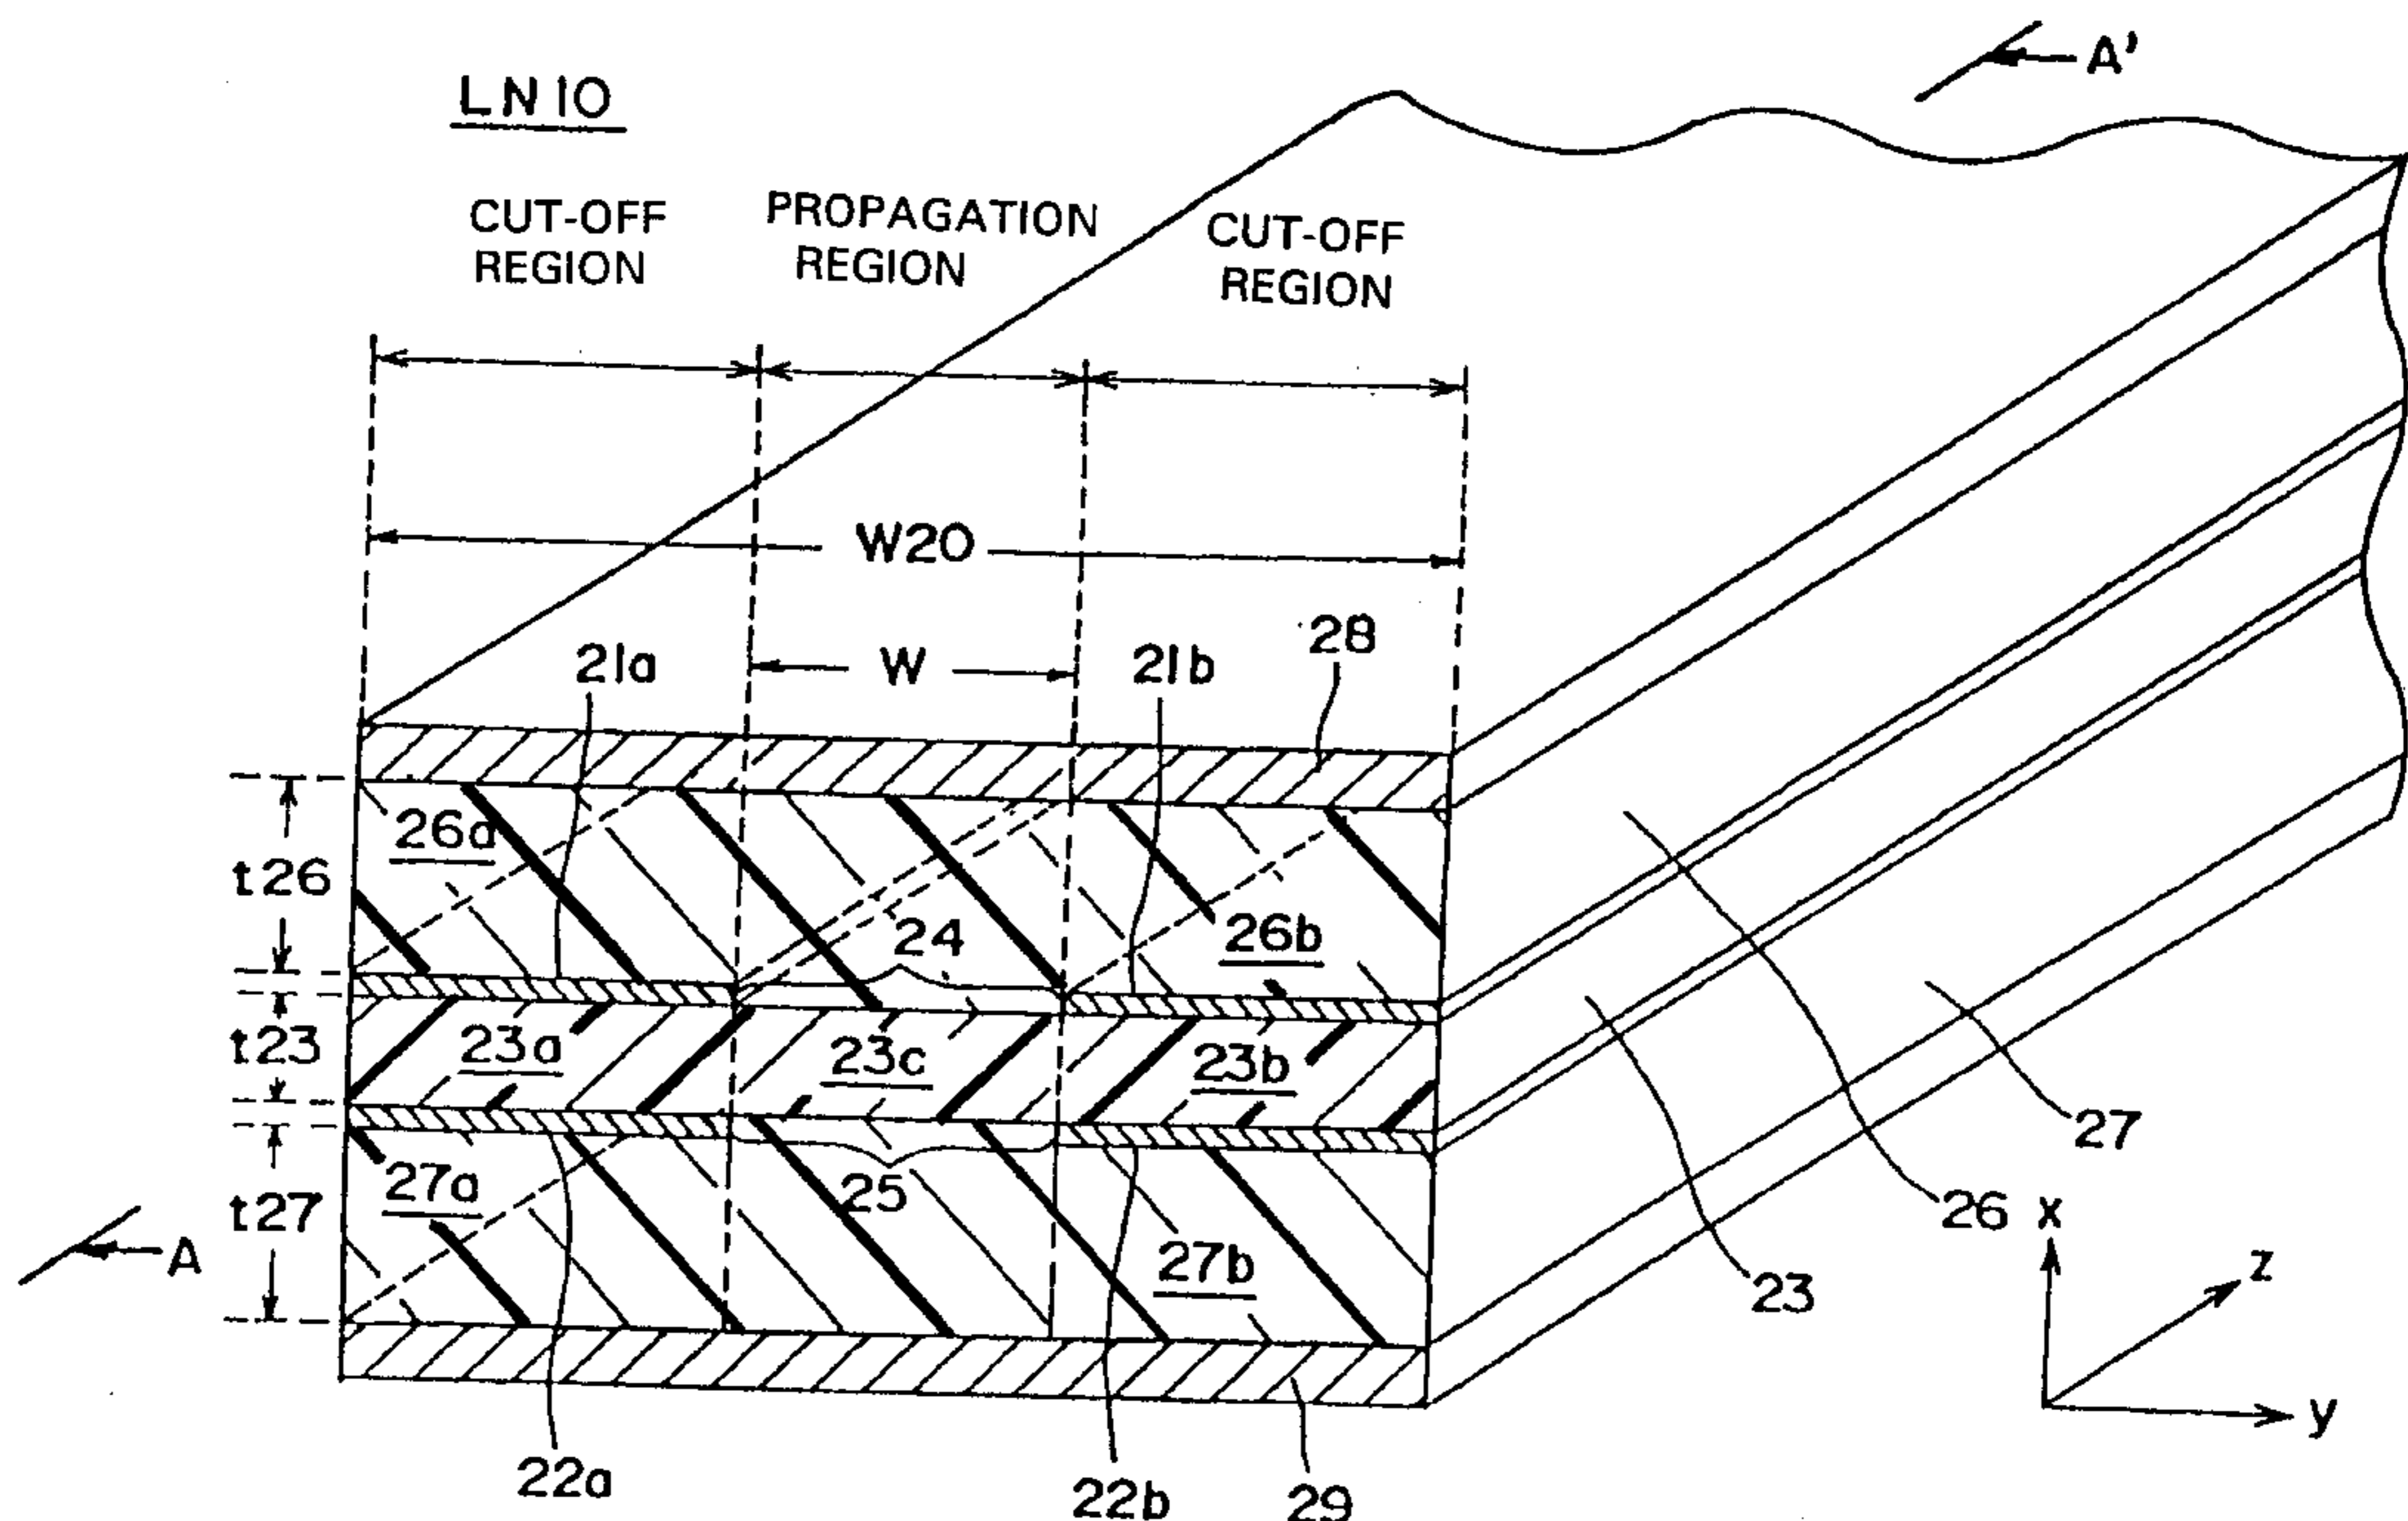 A'
LN10
CUT-OFF
REGION
PROPAGATION
REGION
CUT-OFF
REGION
W20
28
21a
W
21b
26a
t26
24
26b
t23
23a
23c
23b
27
27a
25
t27
26
x
A
27b
z
23
y
22a
22b
29